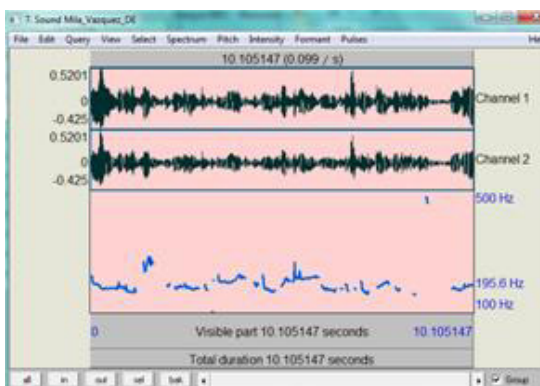 7. Sound Mila_Vazquez_DE
File Edit Query View Select Spectrum Pitch Intensity Formant Pulses He
10.105147 (0.099 / s)
0.5201
0
-0.425
Channel 1
0.5201
0
-0.425
Channel 2
500 Hz
195.6 Hz
100 Hz
0 Visible part 10.105147 seconds 10.105147
Total duration 10.105147 seconds
all in out sel bak Group